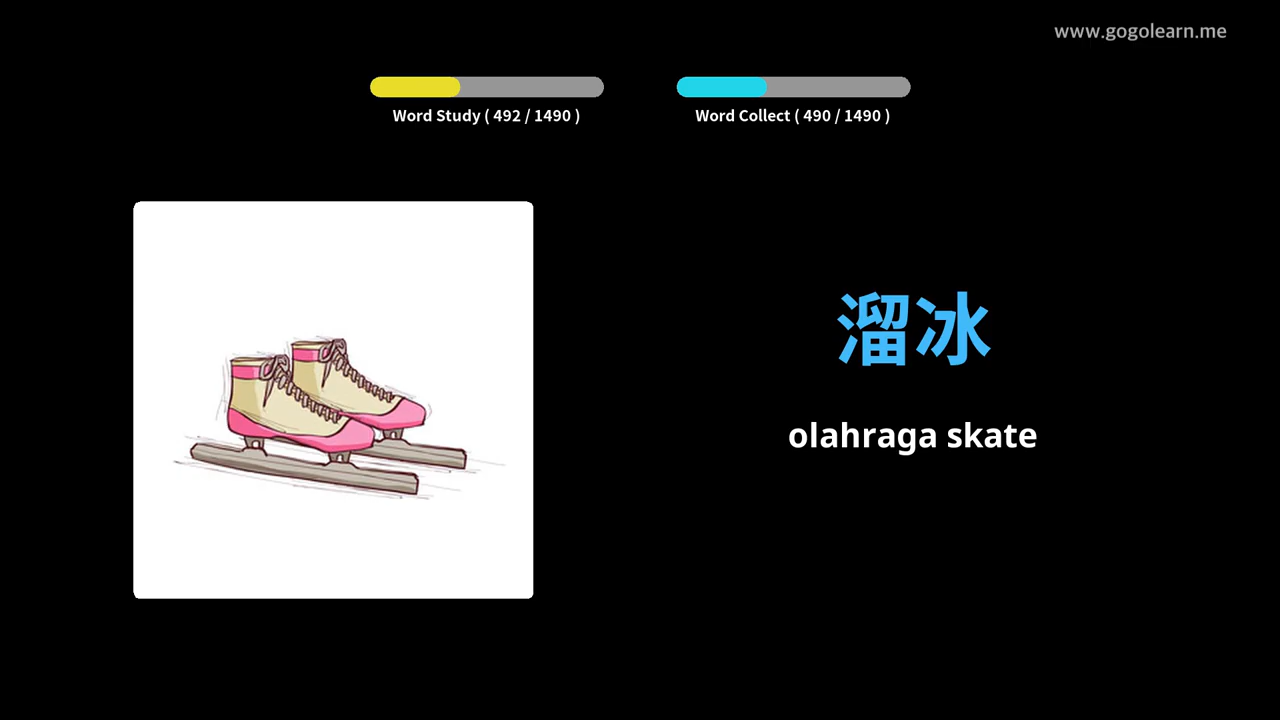 www.gogolearn.me
Word Study ( 492 / 1490 )
Word Collect ( 490 / 1490 )
溜冰
olahraga skate